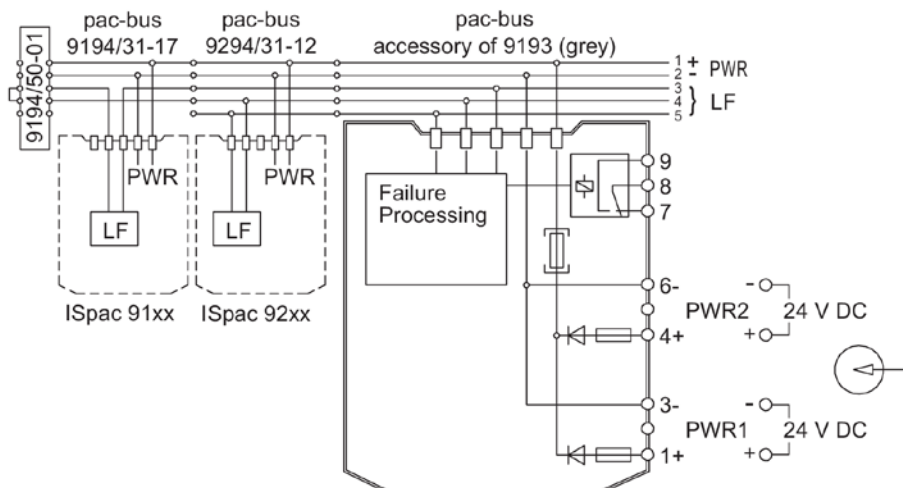 pac-bus
9194/31-17
pac-bus
9294/31-12
pac-bus
accessory of 9193 (grey)
9194/50-01
1 +
2 -
PWR
3
4
5
} LF
PWR
LF
ISpac 91xx
PWR
LF
ISpac 92xx
Failure
Processing
9
8
7
6-
PWR2
-
+
24 V DC
4+
3-
PWR1
-
+
24 V DC
1+